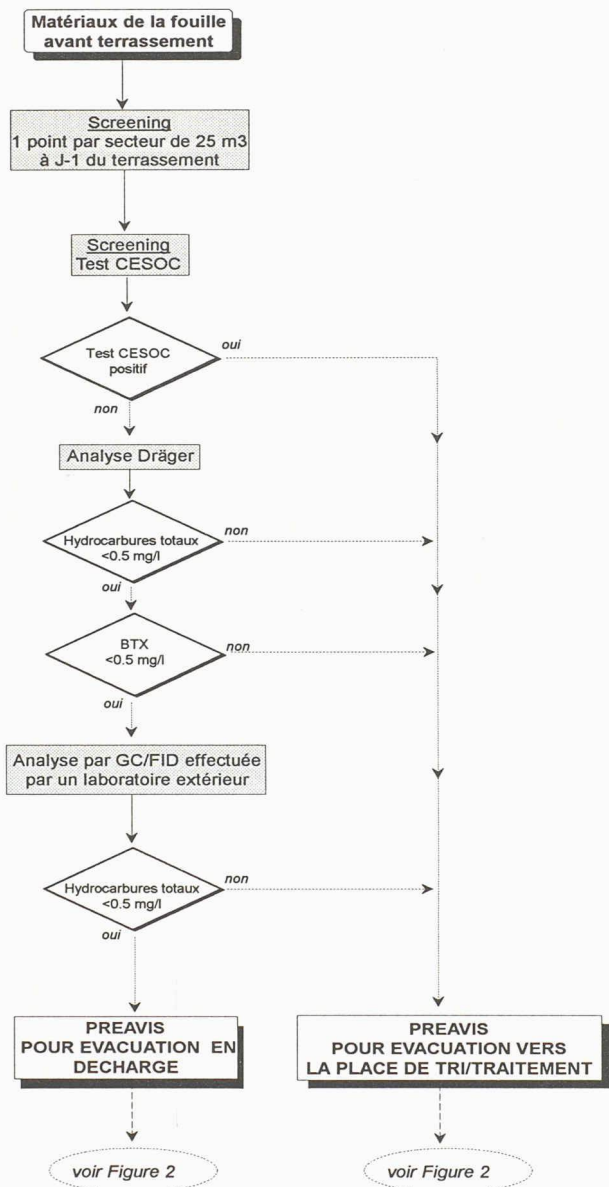 Matériaux de la fouille
avant terrassement
Screening
1 point par secteur de 25 m3
à J-1 du terrassement
Screening
Test CESOC
Test CESOC
positif
oui
non
Analyse Dräger
Hydrocarbures totaux
<0.5 mg/l
non
oui
BTX
<0.5 mg/l
non
oui
Analyse par GC/FID effectuée
par un laboratoire extérieur
Hydrocarbures totaux
<0.5 mg/l
non
oui
PREAVIS
POUR EVACUATION EN
DECHARGE
PREAVIS
POUR EVACUATION VERS
LA PLACE DE TRI/TRAITEMENT
voir Figure 2
voir Figure 2